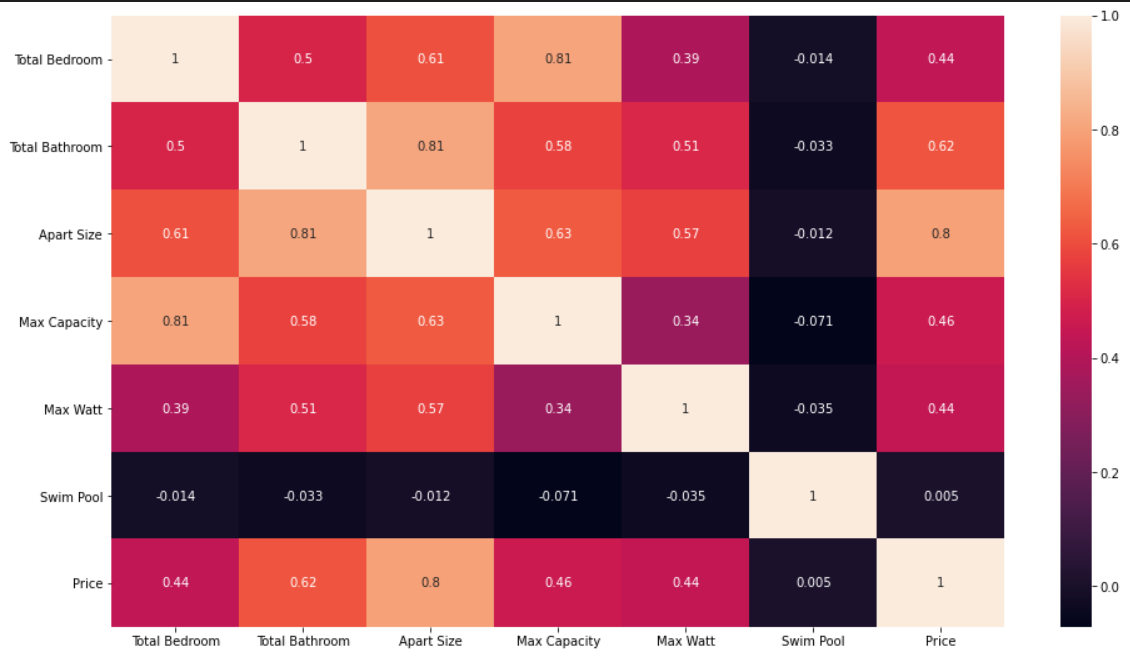 1.0
Total Bedroom 1 0.5 0.61 0.81 0.39 -0.014 0.44
0.8
Total Bathroom 0.5 1 0.81 0.58 0.51 -0.033 0.62
Apart Size 0.61 0.81 1 0.63 0.57 -0.012 0.8
0.6
Max Capacity 0.81 0.58 0.63 1 0.34 -0.071 0.46
0.4
Max Watt 0.39 0.51 0.57 0.34 1 -0.035 0.44
0.2
Swim Pool -0.014 -0.033 -0.012 -0.071 -0.035 1 0.005
Price 0.44 0.62 0.8 0.46 0.44 0.005 1
0.0
Total Bedroom Total Bathroom Apart Size Max Capacity Max Watt Swim Pool Price